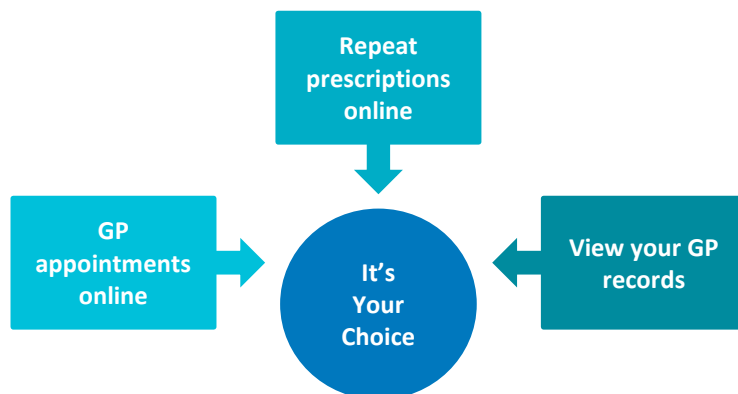 Repeat
prescriptions
online
GP
appointments
online
It's
Your
Choice
View your GP
records